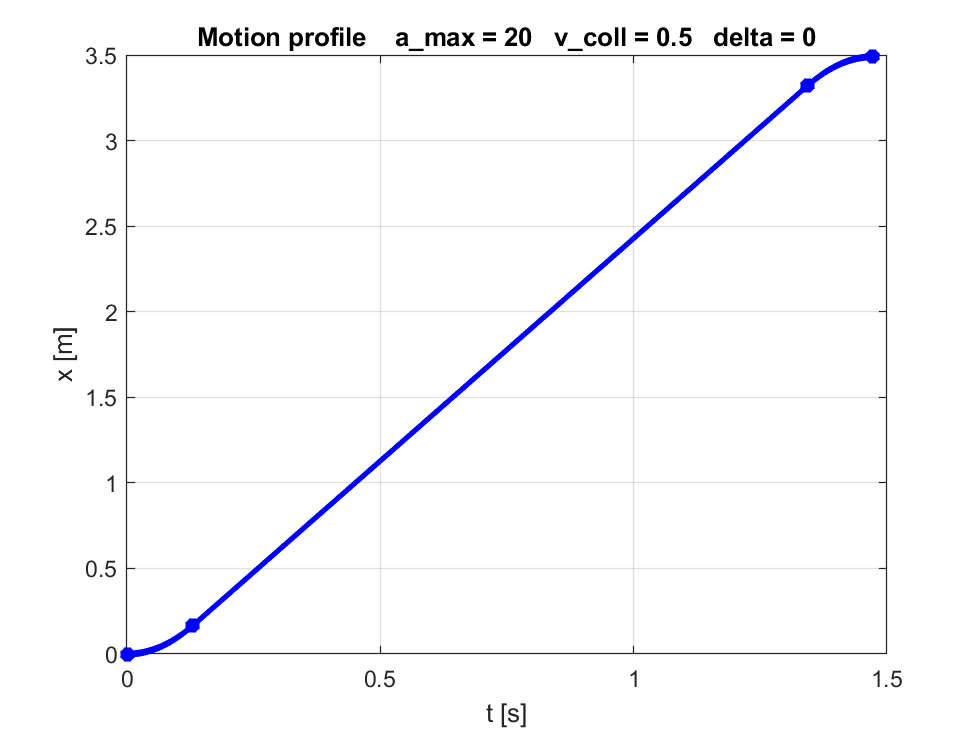 Motion profile    a_max = 20   v_coll = 0.5   delta = 0
3.5
3
2.5
2
1.5
1
0.5
0
x [m]
0 0.5 1 1.5
t [s]